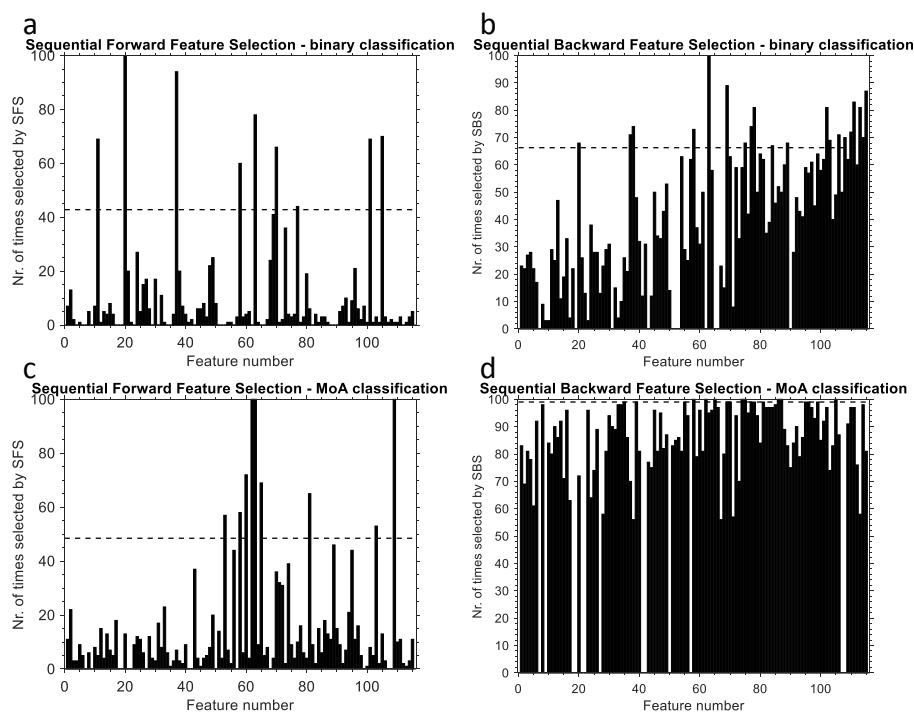 a
Sequential Forward Feature Selection - binary classification
Nr. of times selected by SFS
100
80
60
40
20
0
0 20 40 60 80 100
Feature number
b
Sequential Backward Feature Selection - binary classification
Nr. of times selected by SBS
100
90
80
70
60
50
40
30
20
10
0
0 20 40 60 80 100
Feature number
c
Sequential Forward Feature Selection - MoA classification
Nr. of times selected by SFS
100
80
60
40
20
0
0 20 40 60 80 100
Feature number
d
Sequential Backward Feature Selection - MoA classification
Nr. of times selected by SBS
100
90
80
70
60
50
40
30
20
10
0
0 20 40 60 80 100
Feature number